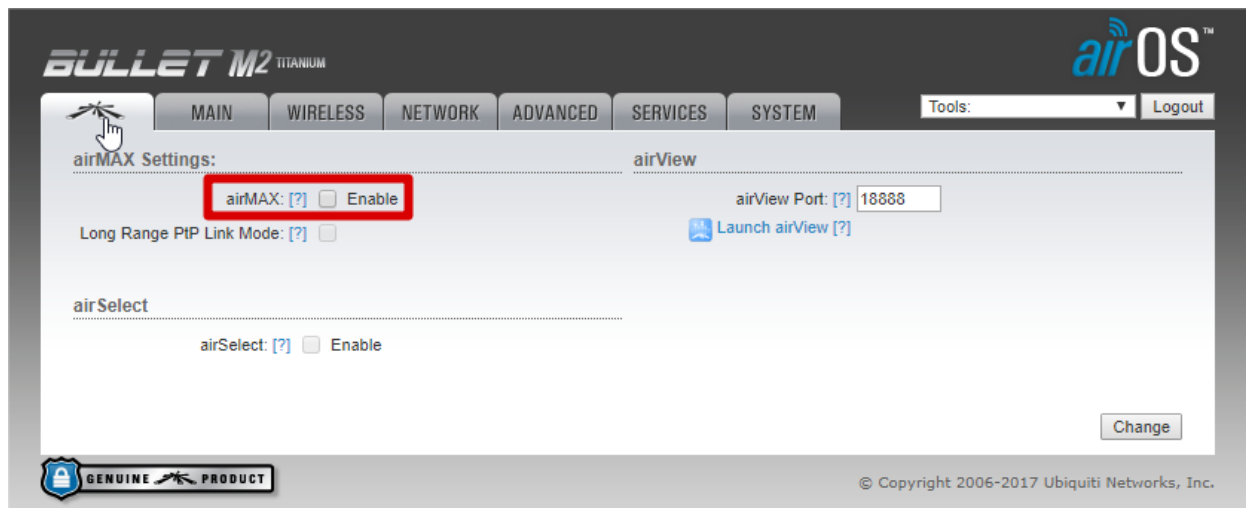 BULLET M2 TITANIUM
airOS™
MAIN WIRELESS NETWORK ADVANCED SERVICES SYSTEM Tools: Logout
airMAX Settings:
airMAX: [?] Enable
Long Range PtP Link Mode: [?]
airView
airView Port: [?] 18888
Launch airView [?]
airSelect
airSelect: [?] Enable
Change
GENUINE PRODUCT
© Copyright 2006-2017 Ubiquiti Networks, Inc.